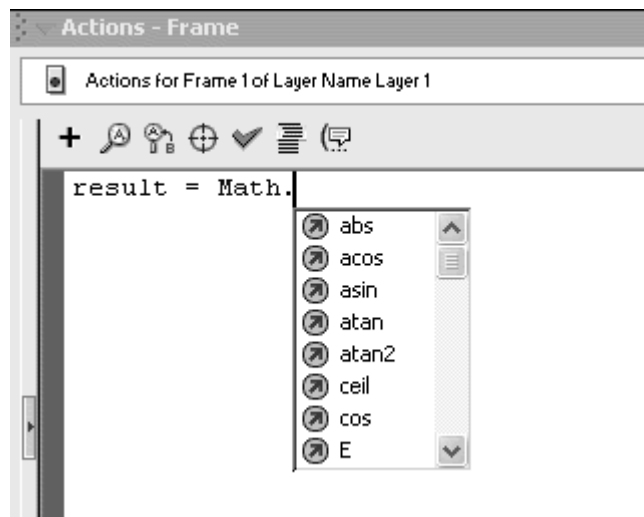 Actions - Frame
Actions for Frame 1 of Layer Name Layer 1
result = Math.
abs
acos
asin
atan
atan2
ceil
cos
E